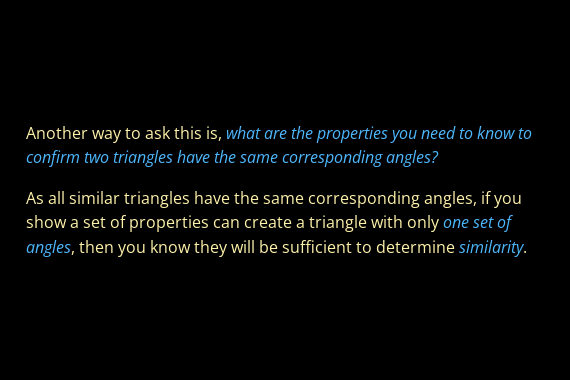 Another way to ask this is, what are the properties you need to know to
confirm two triangles have the same corresponding angles?
As all similar triangles have the same corresponding angles, if you
show a set of properties can create a triangle with only one set of
angles, then you know they will be sufficient to determine similarity.